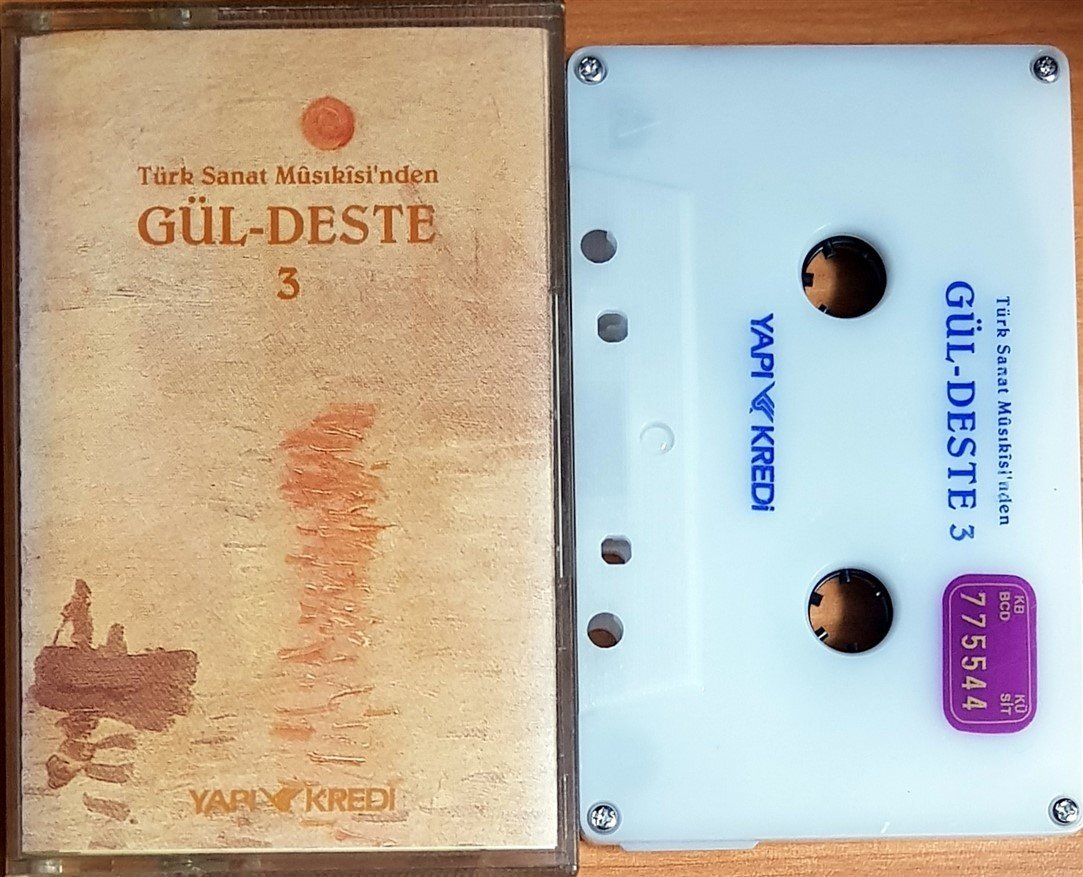 Türk Sanat Mûsıkîsi'nden
GÜL-DESTE
3
YAPI KREDİ
Türk Sanat Mûsıkîsi'nden
GÜL-DESTE 3
YAPI KREDİ
KB KÜ
BCD SİT
775544